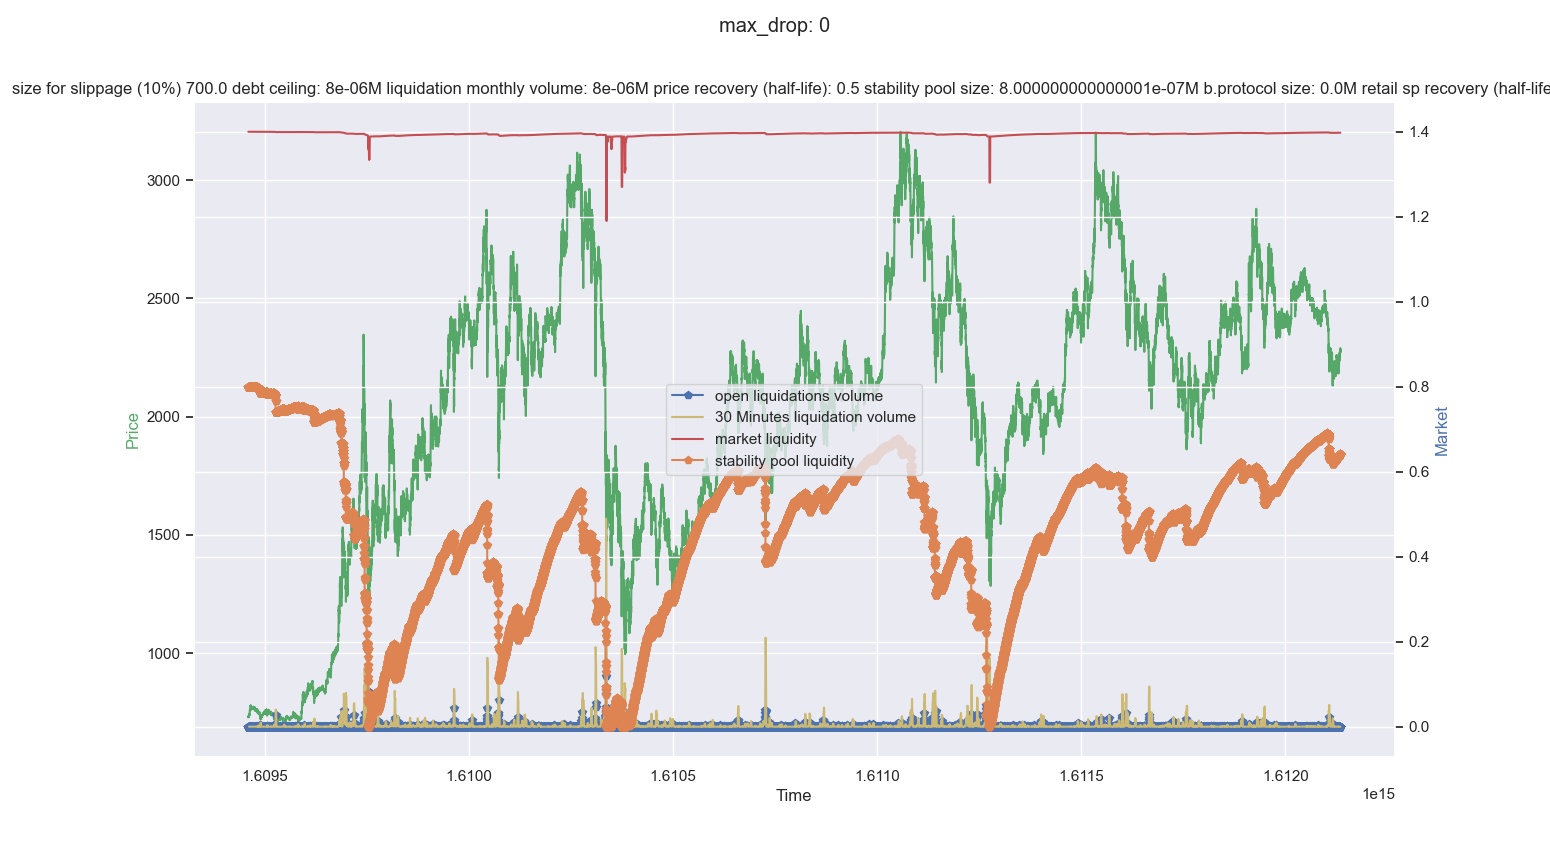 max_drop: 0
size for slippage (10%) 700.0 debt ceiling: 8e-06M liquidation monthly volume: 8e-06M price recovery (half-life): 0.5 stability pool size: 8.000000000000001e-07M b.protocol size: 0.0M retail sp recovery (half-life
3000
2500
2000
1500
1000
Price
1.4
1.2
1.0
0.8
0.6
0.4
0.2
0.0
Market
open liquidations volume
30 Minutes liquidation volume
market liquidity
stability pool liquidity
1.6095
1.6100
1.6105
1.6110
1.6115
1.6120
Time
1e15